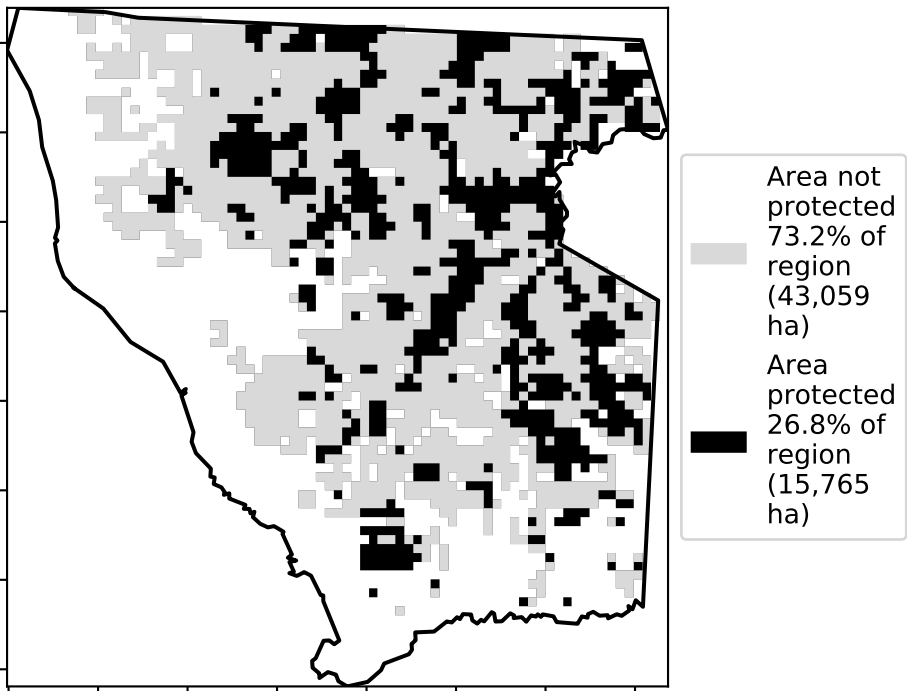 Area not
protected
73.2% of
region
(43,059
ha)
Area
protected
26.8% of
region
(15,765
ha)